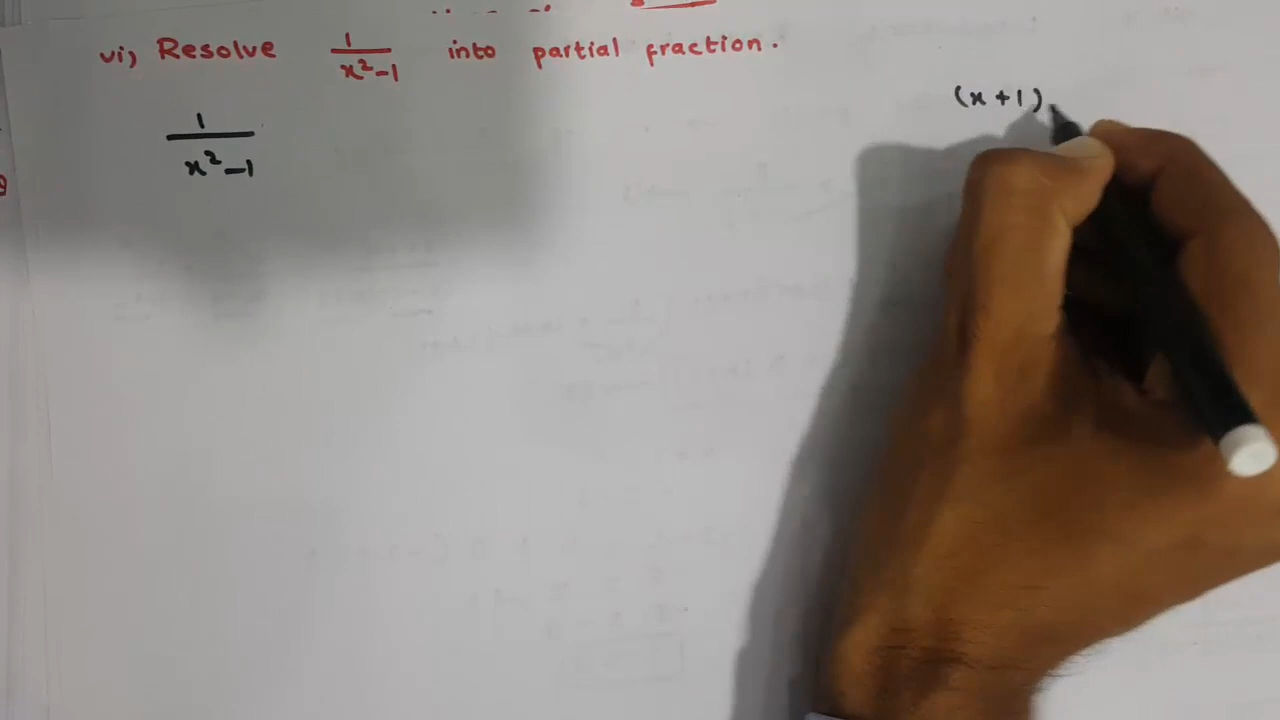 vi) Resolve 1/(x²-1) into partial fraction.
(x+1)
1/(x²-1)